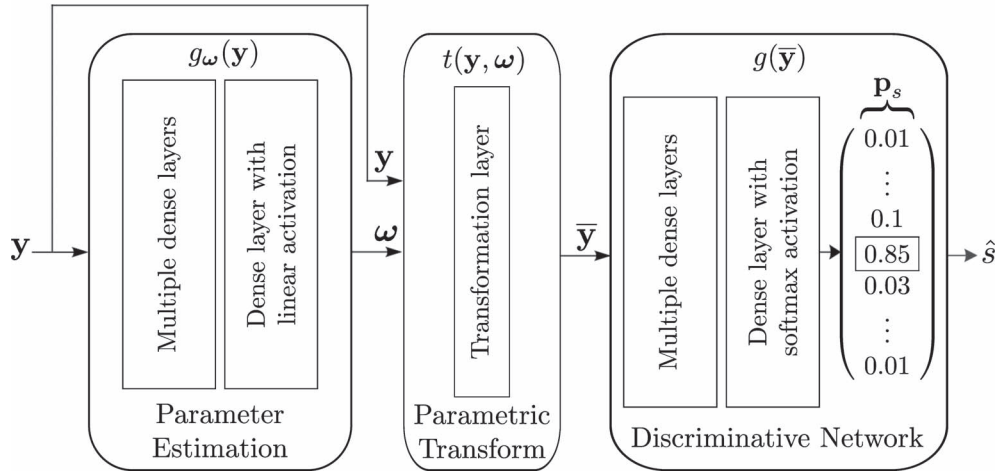 y
g_ω(y)
Multiple dense layers
Dense layer with
linear activation
Parameter
Estimation
y
ω
t(y, ω)
Transformation layer
Parametric
Transform
ȳ
g(ȳ)
Multiple dense layers
Dense layer with
softmax activation
p_s
0.01
⋮
0.1
0.85
0.03
⋮
0.01
Discriminative Network
ŝ